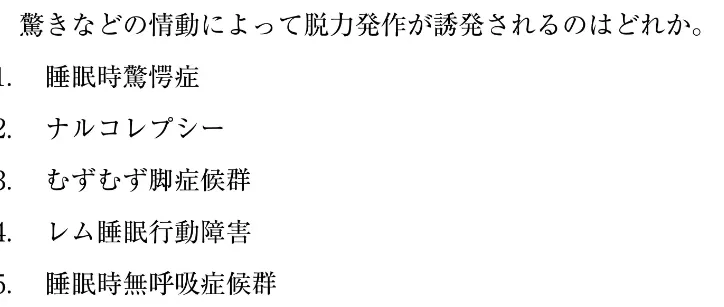 驚きなどの情動によって脱力発作が誘発されるのはどれか。
1. 睡眠時驚愕症
2. ナルコレプシー
3. むずむず脚症候群
4. レム睡眠行動障害
5. 睡眠時無呼吸症候群